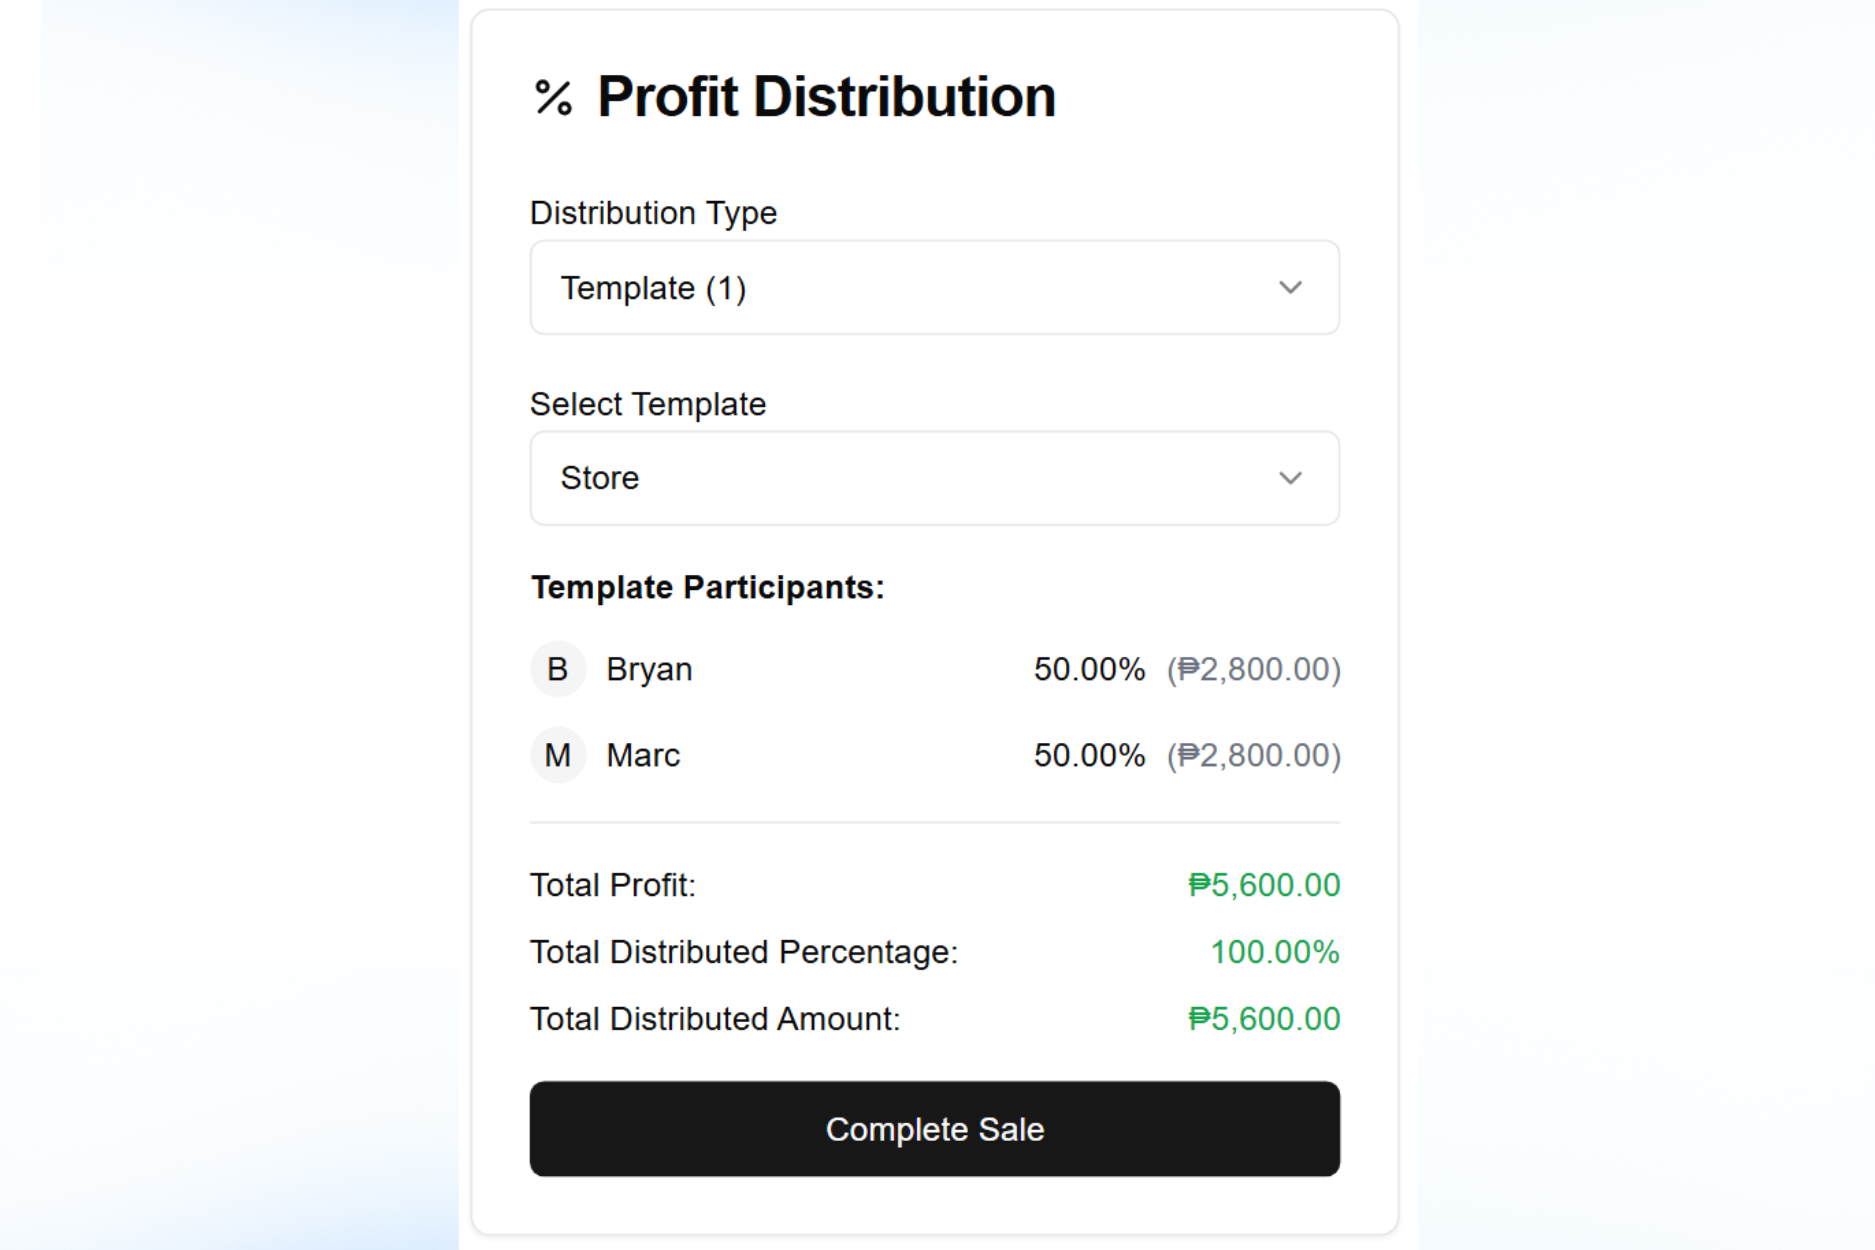 % Profit Distribution
Distribution Type
Template (1)
Select Template
Store
Template Participants:
B Bryan 50.00% (₱2,800.00)
M Marc 50.00% (₱2,800.00)
Total Profit: ₱5,600.00
Total Distributed Percentage: 100.00%
Total Distributed Amount: ₱5,600.00
Complete Sale